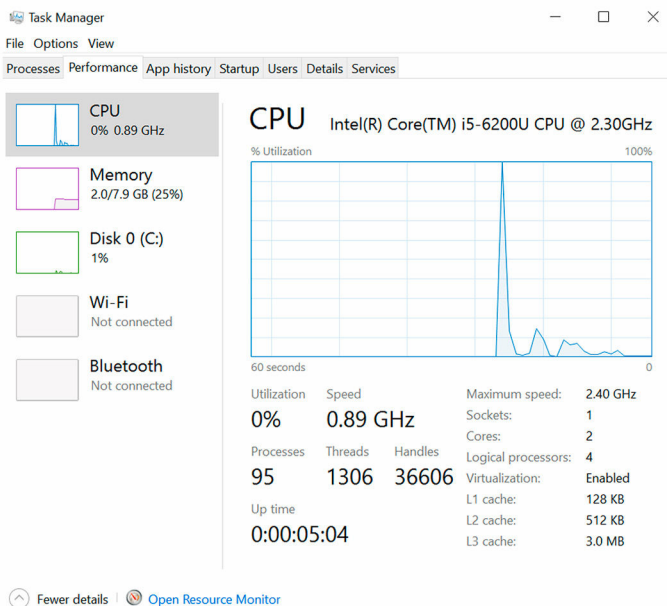 Task Manager
File Options View
Processes Performance App history Startup Users Details Services
CPU
0% 0.89 GHz
Memory
2.0/7.9 GB (25%)
Disk 0 (C:)
1%
Wi-Fi
Not connected
Bluetooth
Not connected
CPU Intel(R) Core(TM) i5-6200U CPU @ 2.30GHz
% Utilization 100%
60 seconds 0
Utilization Speed
0% 0.89 GHz
Processes Threads Handles
95 1306 36606
Up time
0:00:05:04
Maximum speed: 2.40 GHz
Sockets: 1
Cores: 2
Logical processors: 4
Virtualization: Enabled
L1 cache: 128 KB
L2 cache: 512 KB
L3 cache: 3.0 MB
Fewer details Open Resource Monitor